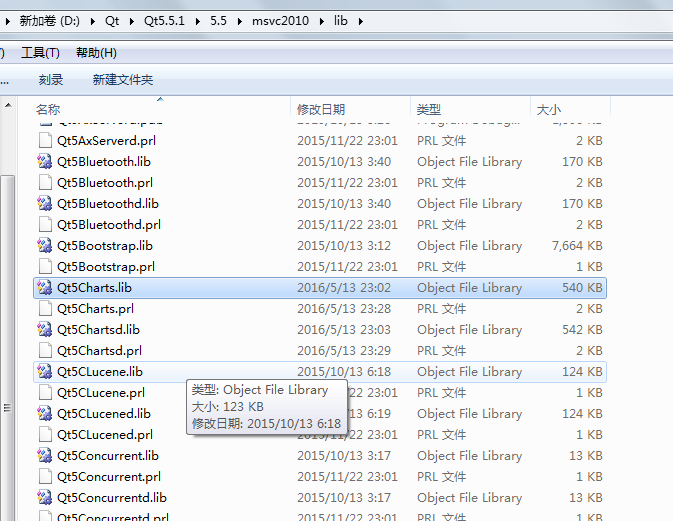 新加卷 (D:) Qt Qt5.5.1 5.5 msvc2010 lib
) 工具(T) 帮助(H)
... 刻录 新建文件夹
名称 修改日期 类型 大小
Qt5AxServerd.prl 2015/11/22 23:01 PRL 文件 2 KB
Qt5Bluetooth.lib 2015/10/13 3:40 Object File Library 170 KB
Qt5Bluetooth.prl 2015/11/22 23:01 PRL 文件 2 KB
Qt5Bluetoothd.lib 2015/10/13 3:40 Object File Library 170 KB
Qt5Bluetoothd.prl 2015/11/22 23:01 PRL 文件 2 KB
Qt5Bootstrap.lib 2015/10/13 3:12 Object File Library 7,664 KB
Qt5Bootstrap.prl 2015/11/22 23:01 PRL 文件 1 KB
Qt5Charts.lib 2016/5/13 23:02 Object File Library 540 KB
Qt5Charts.prl 2016/5/13 23:28 PRL 文件 2 KB
Qt5Chartsd.lib 2016/5/13 23:03 Object File Library 542 KB
Qt5Chartsd.prl 2016/5/13 23:29 PRL 文件 2 KB
Qt5CLucene.lib 2015/10/13 6:18 Object File Library 124 KB
Qt5CLucene.prl 23:01 PRL 文件 1 KB
Qt5CLucened.lib 6:19 Object File Library 124 KB
Qt5CLucened.prl 23:01 PRL 文件 1 KB
类型: Object File Library
大小: 123 KB
修改日期: 2015/10/13 6:18
Qt5Concurrent.lib 2015/10/13 3:17 Object File Library 13 KB
Qt5Concurrent.prl 2015/11/22 23:01 PRL 文件 1 KB
Qt5Concurrentd.lib 2015/10/13 3:17 Object File Library 13 KB
Qt5Concurrentd.prl 2015/11/22 23:01 PRL 文件 1 KB